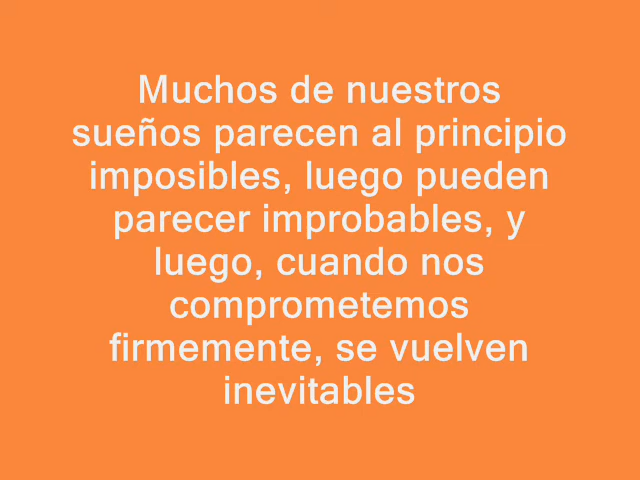 Muchos de nuestros
sueños parecen al principio
imposibles, luego pueden
parecer improbables, y
luego, cuando nos
comprometemos
firmemente, se vuelven
inevitables